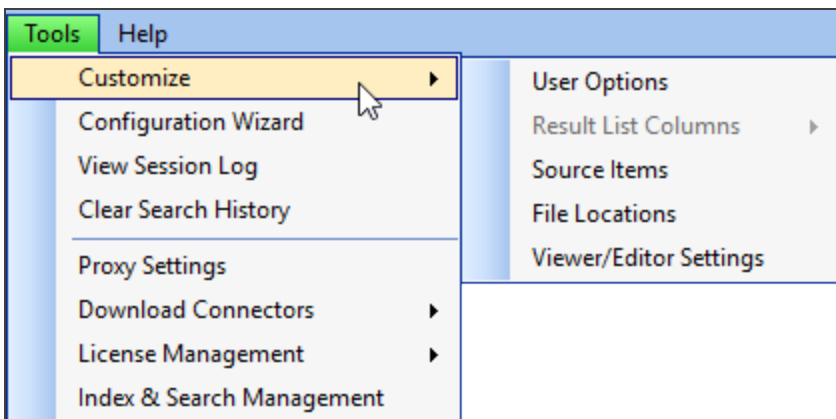 Tools Help
Customize
Configuration Wizard
View Session Log
Clear Search History
Proxy Settings
Download Connectors
License Management
Index & Search Management
User Options
Result List Columns
Source Items
File Locations
Viewer/Editor Settings